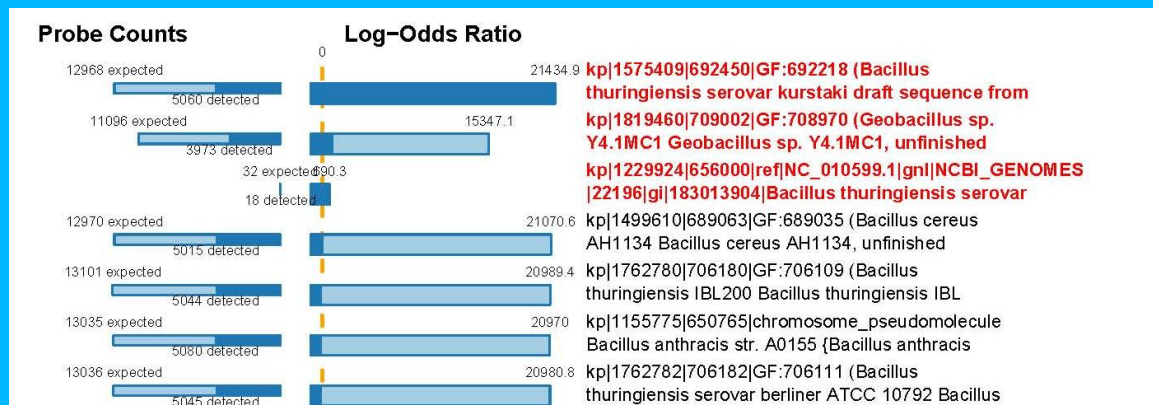 Probe Counts Log−Odds Ratio
0
12968 expected 21434.9 kp|1575409|692450|GF:692218 (Bacillus
5060 detected thuringiensis serovar kurstaki draft sequence from
11096 expected 15347.1 kp|1819460|709002|GF:708970 (Geobacillus sp.
3973 detected Y4.1MC1 Geobacillus sp. Y4.1MC1, unfinished
32 expected 690.3 kp|1229924|656000|ref|NC_010599.1|gnl|NCBI_GENOMES
18 detected |22196|gi|183013904|Bacillus thuringiensis serovar
12970 expected 21070.6 kp|1499610|689063|GF:689035 (Bacillus cereus
5015 detected AH1134 Bacillus cereus AH1134, unfinished
13101 expected 20989.4 kp|1762780|706180|GF:706109 (Bacillus
5044 detected thuringiensis IBL200 Bacillus thuringiensis IBL
13035 expected 20970 kp|1155775|650765|chromosome_pseudomolecule
5080 detected Bacillus anthracis str. A0155 {Bacillus anthracis
13036 expected 20980.8 kp|1762782|706182|GF:706111 (Bacillus
5045 detected thuringiensis serovar berliner ATCC 10792 Bacillus